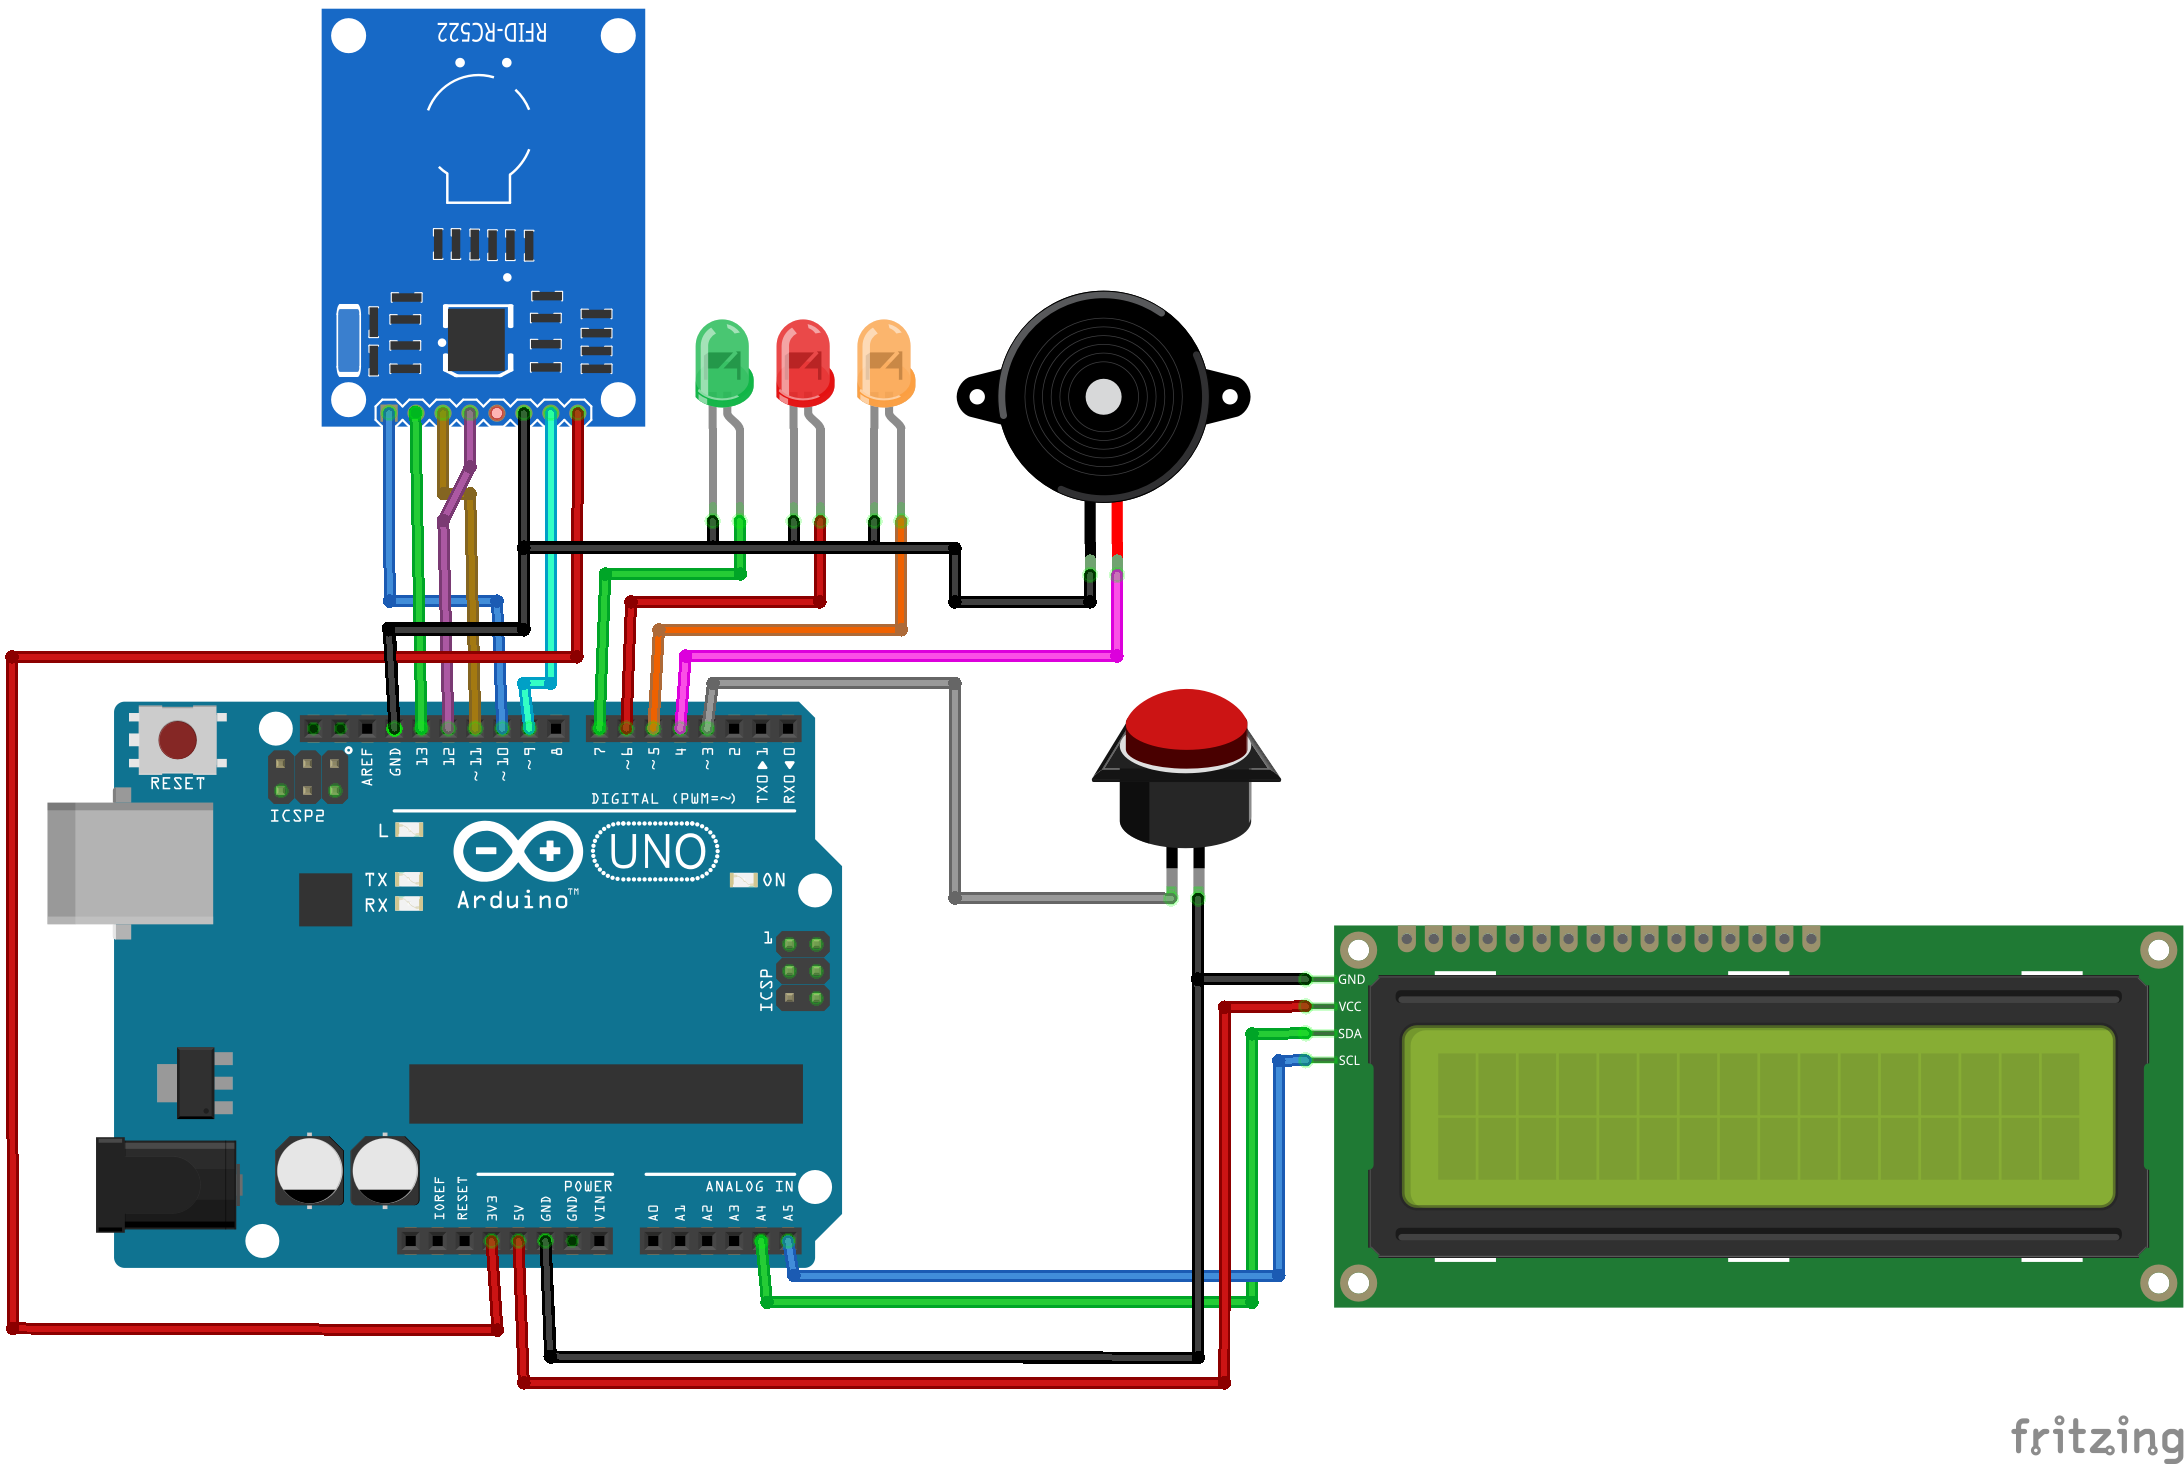 RFID-RC522
RESET
ICSP2
AREF
GND
13
12
~11
~10
~9
8
7
~6
~5
4
~3
2
TX0▶1
RX0◀0
DIGITAL (PWM=~)
L
TX
RX
UNO
ON
Arduino™
1
ICSP
GND
VCC
SDA
SCL
POWER
ANALOG IN
IOREF
RESET
3V3
5V
GND
GND
VIN
A0
A1
A2
A3
A4
A5
fritzing